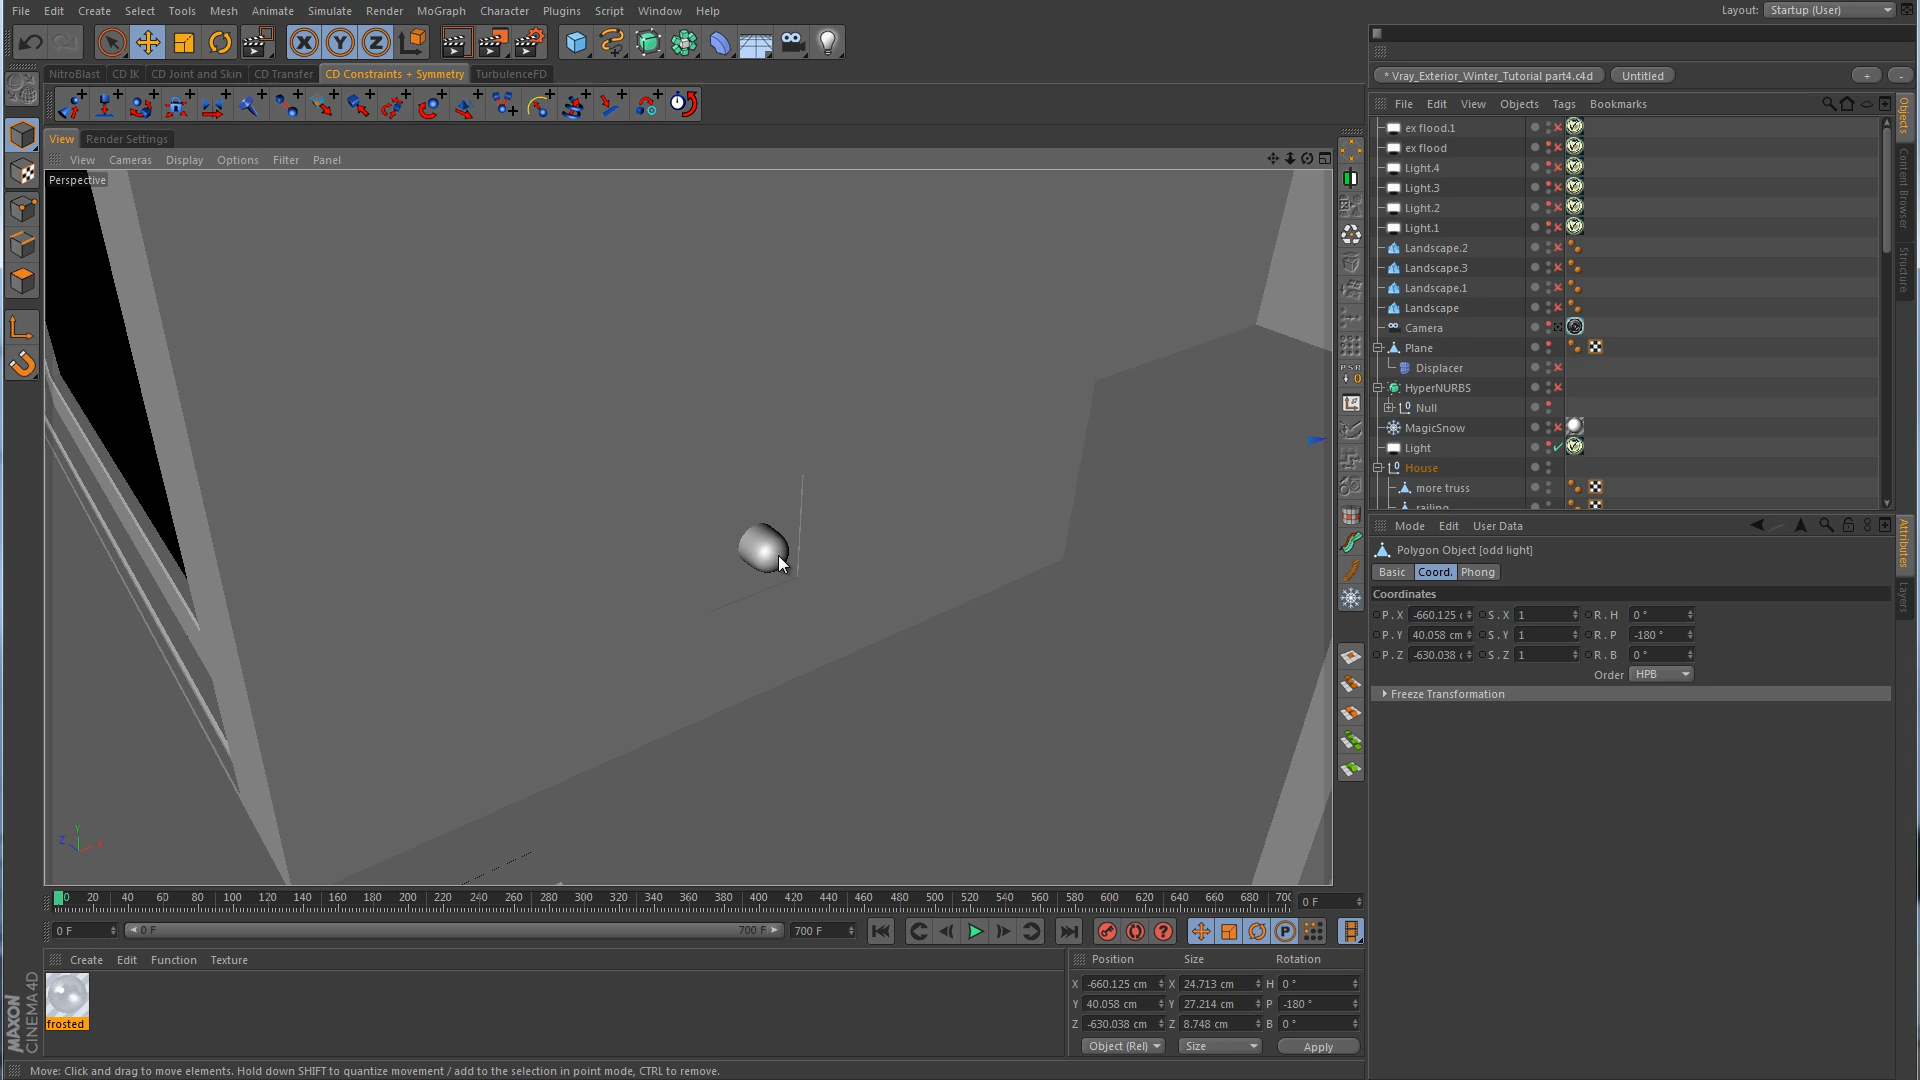 File Edit Create Select Tools Mesh Animate Simulate Render MoGraph Character Plugins Script Window Help
Layout: Startup (User)
NitroBlast CD IK CD Joint and Skin CD Transfer CD Constraints + Symmetry TurbulenceFD
* Vray_Exterior_Winter_Tutorial part4.c4d Untitled
File Edit View Objects Tags Bookmarks
View Render Settings
View Cameras Display Options Filter Panel
Perspective
ex flood.1
ex flood
Light.4
Light.3
Light.2
Light.1
Landscape.2
Landscape.3
Landscape.1
Landscape
Camera
Plane
Displacer
HyperNURBS
Null
MagicSnow
Light
House
more truss
railing
Objects
Content Browser
Structure
PSR
Mode Edit User Data
Polygon Object [odd light]
Basic Coord. Phong
Coordinates
P . X -660.125 S . X 1 R . H 0 °
P . Y 40.058 cm S . Y 1 R . P -180 °
P . Z -630.038 S . Z 1 R . B 0 °
Order HPB
Freeze Transformation
Attributes
Layers
Y
Z X
0 20 40 60 80 100 120 140 160 180 200 220 240 260 280 300 320 340 360 380 400 420 440 460 480 500 520 540 560 580 600 620 640 660 680 700
0 F
0 F 0 F 700 F 700 F
Create Edit Function Texture
frosted
MAXON
CINEMA 4D
Position Size Rotation
X -660.125 cm X 24.713 cm H 0 °
Y 40.058 cm Y 27.214 cm P -180 °
Z -630.038 cm Z 8.748 cm B 0 °
Object (Rel) Size Apply
Move: Click and drag to move elements. Hold down SHIFT to quantize movement / add to the selection in point mode, CTRL to remove.